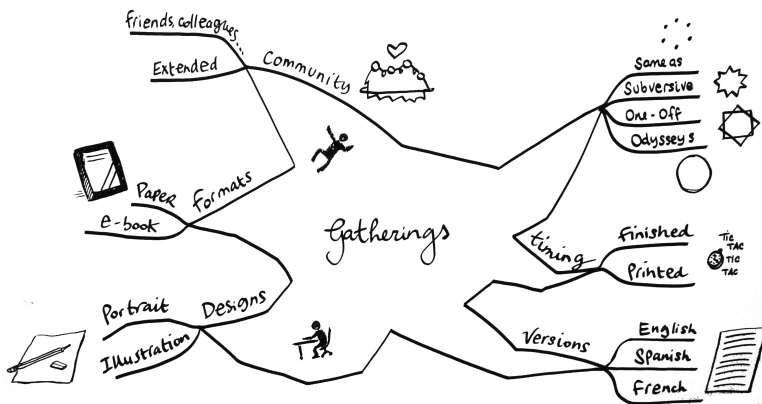 friends, colleagues...
Extended
Community
Same as
Subversive
One-Off
Odysseys
Paper
e-book
formats
Gatherings
timing
Finished
Printed
Tic
TAC
TIC
TAC
Portrait
Illustration
Designs
Versions
English
Spanish
French